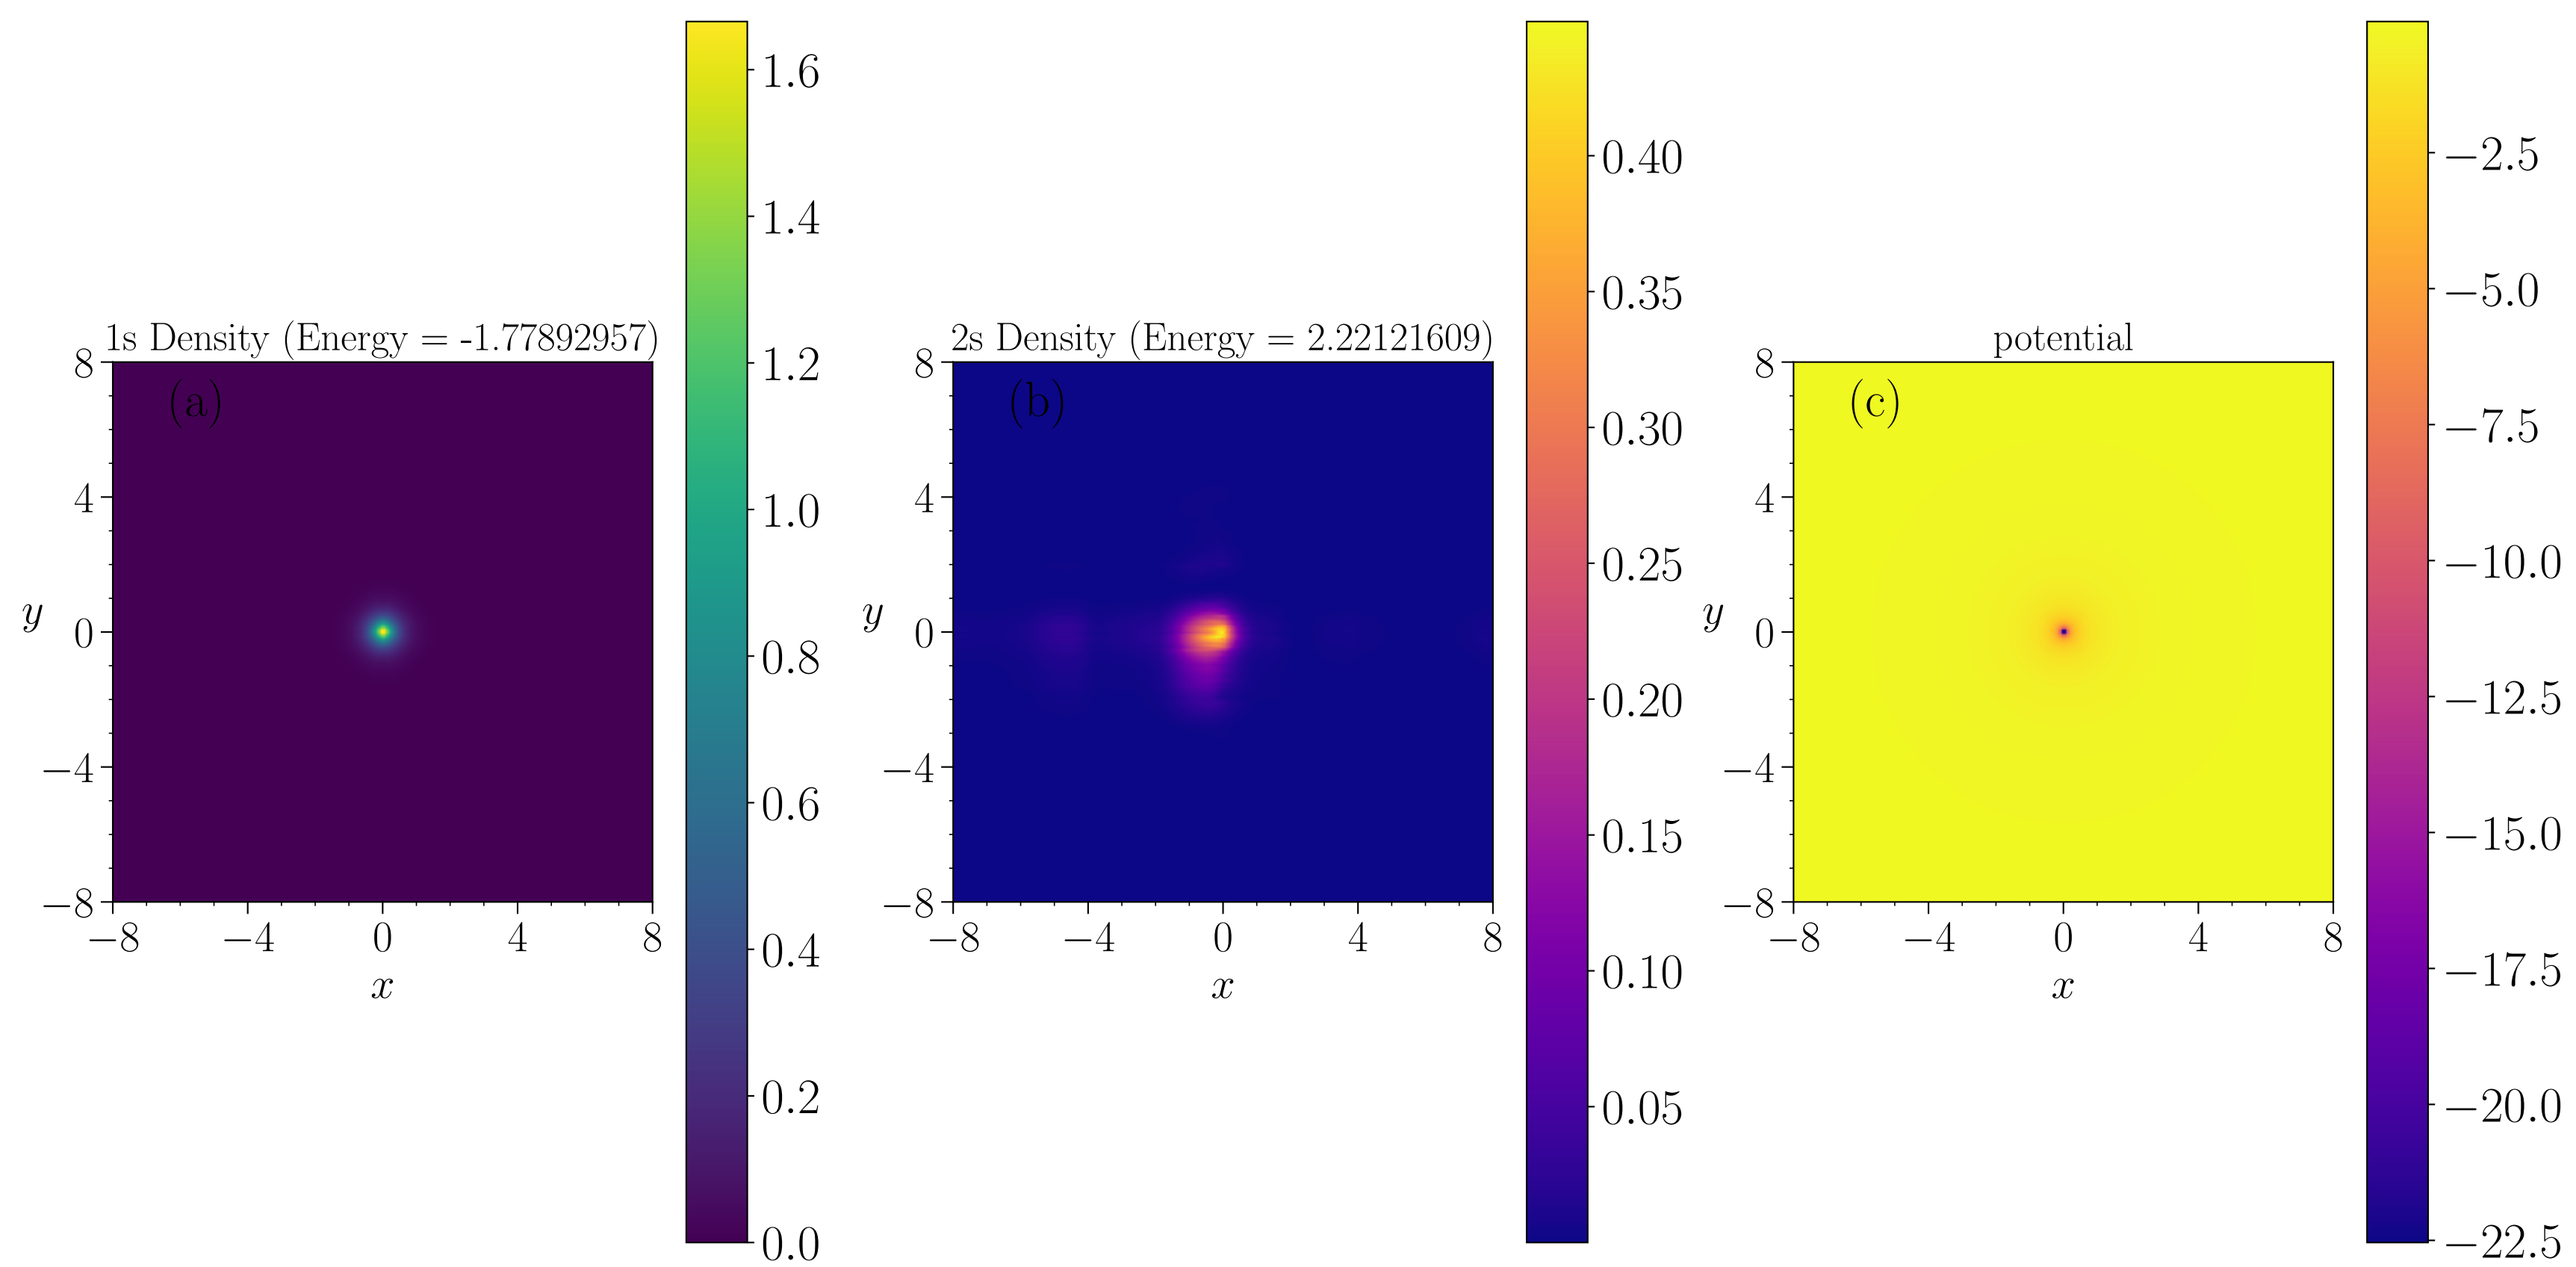 1s Density (Energy = -1.77892957)
(a)
8
4
0
−4
−8
y
−8 −4 0 4 8
x
1.6
1.4
1.2
1.0
0.8
0.6
0.4
0.2
0.0
2s Density (Energy = 2.22121609)
(b)
8
4
0
−4
−8
y
−8 −4 0 4 8
x
0.40
0.35
0.30
0.25
0.20
0.15
0.10
0.05
potential
(c)
8
4
0
−4
−8
y
−8 −4 0 4 8
x
−2.5
−5.0
−7.5
−10.0
−12.5
−15.0
−17.5
−20.0
−22.5